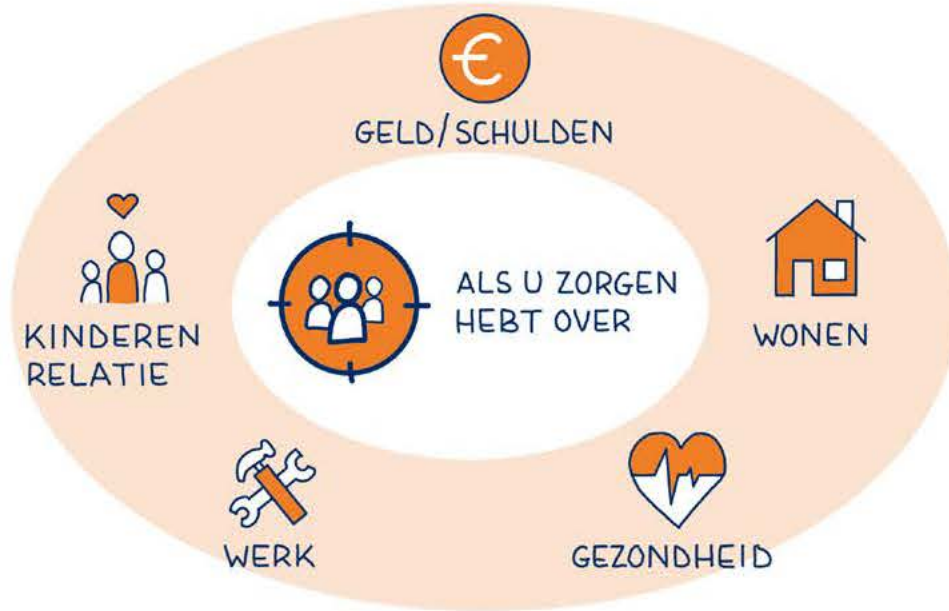 €
GELD/SCHULDEN
ALS U ZORGEN
HEBT OVER
WONEN
KINDEREN
RELATIE
WERK
GEZONDHEID